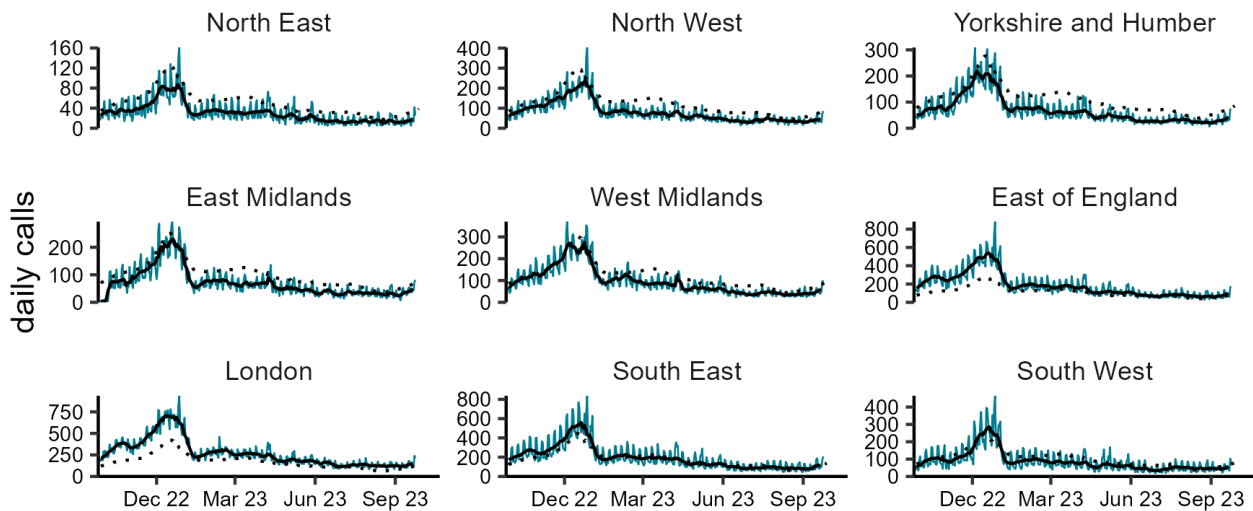 North East North West Yorkshire and Humber
160 400 300
120 300 200
80 200 100
40 100
0 0 0
East Midlands West Midlands East of England
200 300 800
100 200 600
0 100 400
0 200
0
daily calls
London South East South West
750 800 400
500 600 300
250 400 200
0 200 100
0 0
Dec 22 Mar 23 Jun 23 Sep 23 Dec 22 Mar 23 Jun 23 Sep 23 Dec 22 Mar 23 Jun 23 Sep 23